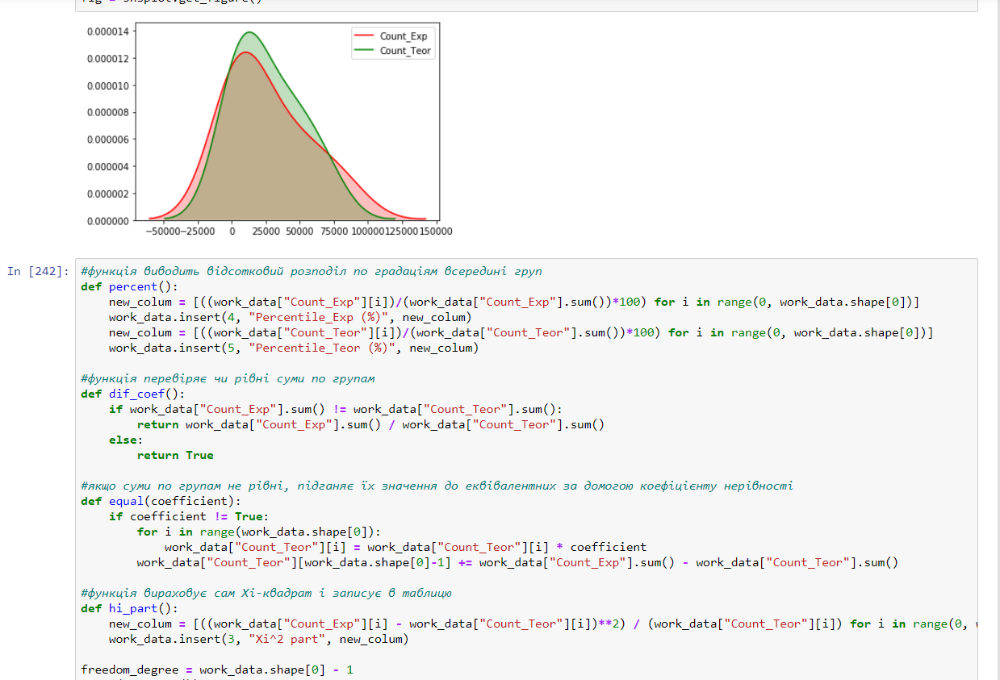 0.000014
0.000012
0.000010
0.000008
0.000006
0.000004
0.000002
0.000000
Count_Exp
Count_Teor
−50000−25000 0 25000 50000 75000 100000125000150000
In [242]:
#функція виводить відсотковий розподіл по градаціям всередині груп
def percent():
    new_colum = [((work_data["Count_Exp"][i])/(work_data["Count_Exp"].sum())*100) for i in range(0, work_data.shape[0])]
    work_data.insert(4, "Percentile_Exp (%)", new_colum)
    new_colum = [((work_data["Count_Teor"][i])/(work_data["Count_Teor"].sum())*100) for i in range(0, work_data.shape[0])]
    work_data.insert(5, "Percentile_Teor (%)", new_colum)
#функція перевіряє чи рівні суми по групам
def dif_coef():
    if work_data["Count_Exp"].sum() != work_data["Count_Teor"].sum():
        return work_data["Count_Exp"].sum() / work_data["Count_Teor"].sum()
    else:
        return True
#якщо суми по групам не рівні, підганяє їх значення до еквівалентних за домогою коефіцієнту нерівності
def equal(coefficient):
    if coefficient != True:
        for i in range(work_data.shape[0]):
            work_data["Count_Teor"][i] = work_data["Count_Teor"][i] * coefficient
        work_data["Count_Teor"][work_data.shape[0]-1] += work_data["Count_Exp"].sum() - work_data["Count_Teor"].sum()
#функція вираховує сам Хі-квадрат і записує в таблицю
def hi_part():
    new_colum = [((work_data["Count_Exp"][i] - work_data["Count_Teor"][i])**2) / (work_data["Count_Teor"][i]) for i in range(0,
    work_data.insert(3, "Xi^2 part", new_colum)
freedom_degree = work_data.shape[0] - 1